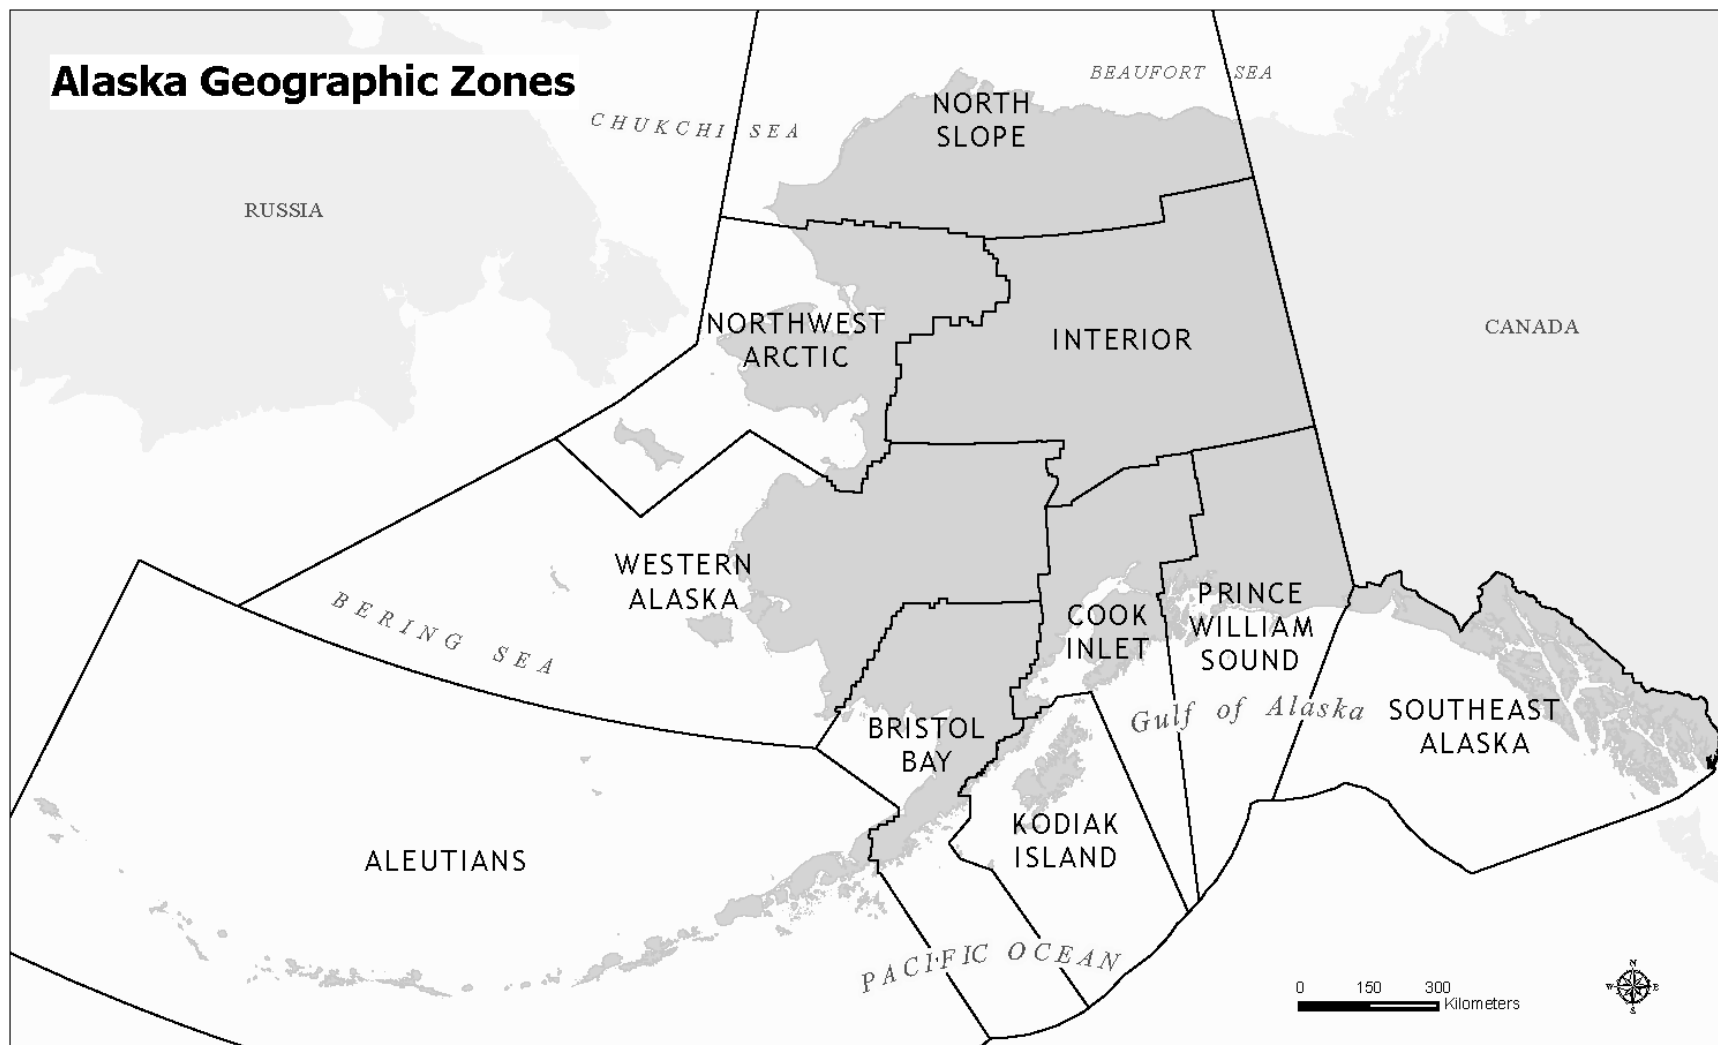 Alaska Geographic Zones
BEAUFORT SEA
NORTH
SLOPE
CHUKCHI SEA
RUSSIA
NORTHWEST
ARCTIC
INTERIOR
CANADA
WESTERN
ALASKA
BERING SEA
COOK
INLET
PRINCE
WILLIAM
SOUND
Gulf of Alaska
SOUTHEAST
ALASKA
BRISTOL
BAY
KODIAK
ISLAND
ALEUTIANS
PACIFIC OCEAN
0 150 300
Kilometers
N
W E
S